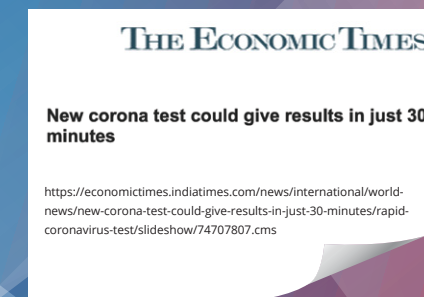 THE ECONOMIC TIMES
New corona test could give results in just 30
minutes
https://economictimes.indiatimes.com/news/international/world-
news/new-corona-test-could-give-results-in-just-30-minutes/rapid-
coronavirus-test/slideshow/74707807.cms